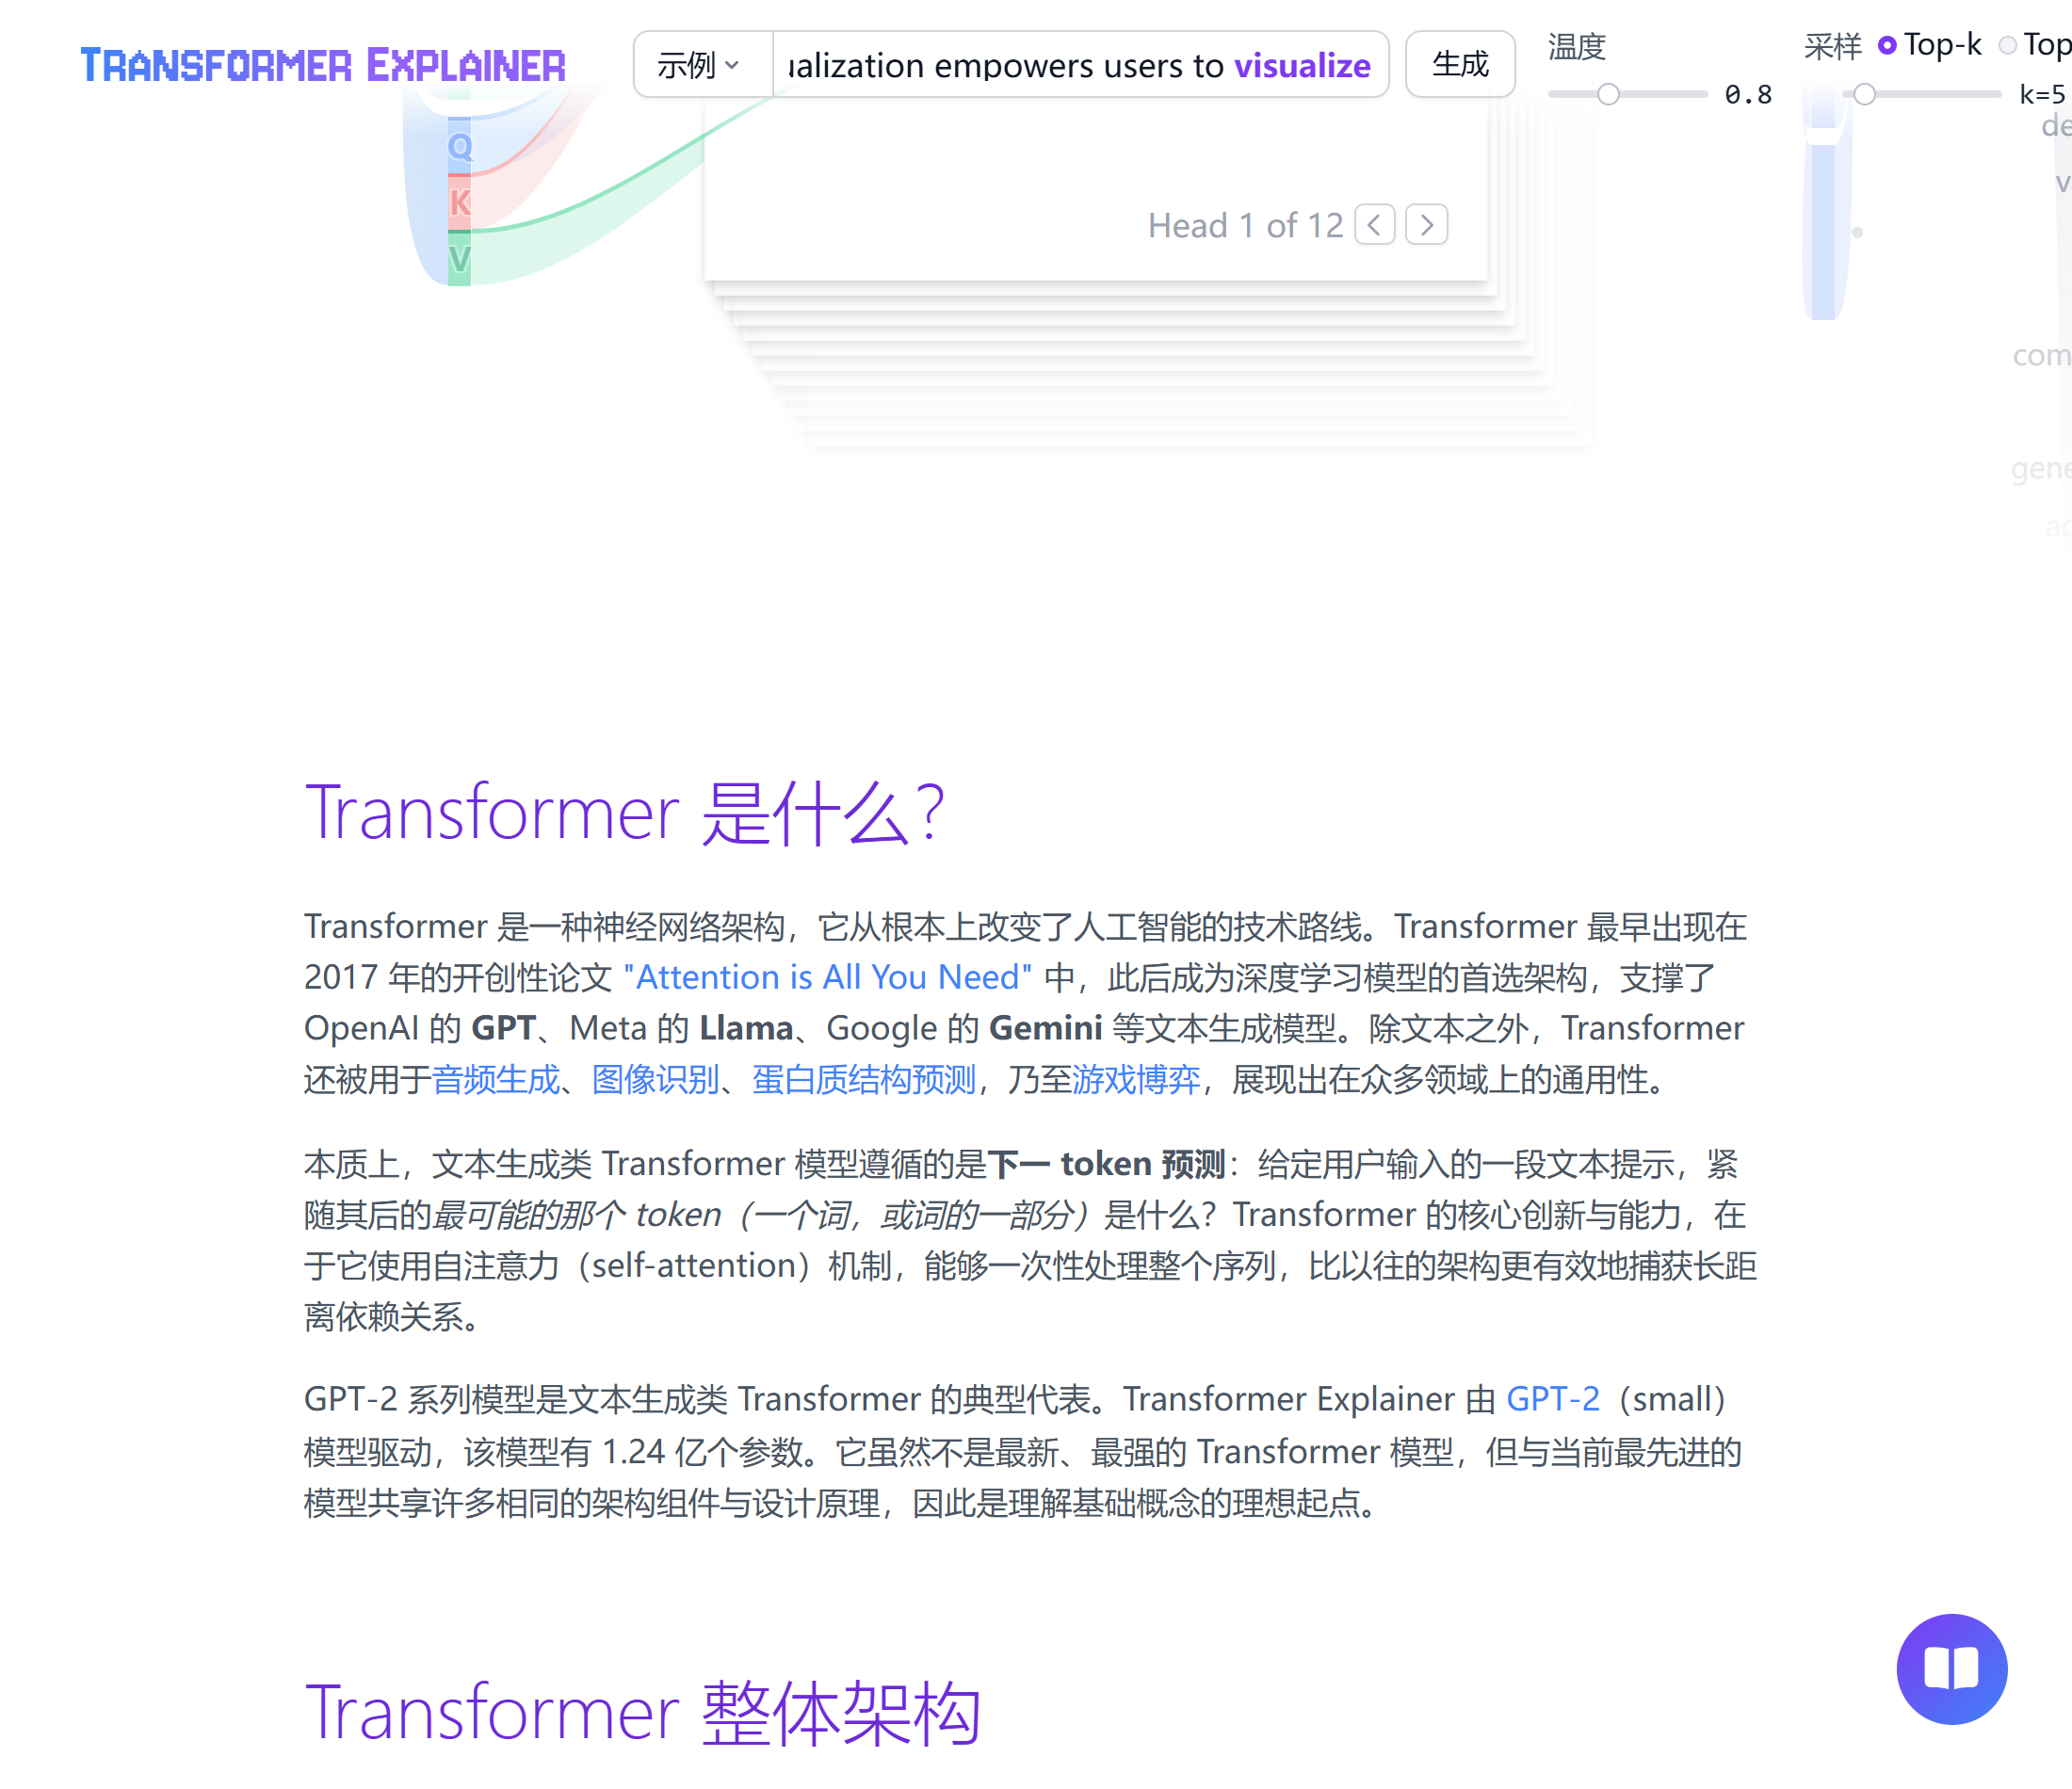 TRANSFORMER EXPLAINER
示例
empowers users to visualize
生成
温度
0.8
采样
Top-k
k=5
Q
K
V
Head 1 of 12
Transformer 是什么？
Transformer 是一种神经网络架构，它从根本上改变了人工智能的技术路线。Transformer 最早出现在
2017 年的开创性论文 "Attention is All You Need" 中，此后成为深度学习模型的首选架构，支撑了
OpenAI 的 GPT、Meta 的 Llama、Google 的 Gemini 等文本生成模型。除文本之外，Transformer
还被用于音频生成、图像识别、蛋白质结构预测，乃至游戏博弈，展现出在众多领域上的通用性。
本质上，文本生成类 Transformer 模型遵循的是下一 token 预测：给定用户输入的一段文本提示，紧
随其后的最可能的那个 token（一个词，或词的一部分）是什么？Transformer 的核心创新与能力，在
于它使用自注意力（self-attention）机制，能够一次性处理整个序列，比以往的架构更有效地捕获长距
离依赖关系。
GPT-2 系列模型是文本生成类 Transformer 的典型代表。Transformer Explainer 由 GPT-2（small）
模型驱动，该模型有 1.24 亿个参数。它虽然不是最新、最强的 Transformer 模型，但与当前最先进的
模型共享许多相同的架构组件与设计原理，因此是理解基础概念的理想起点。
Transformer 整体架构